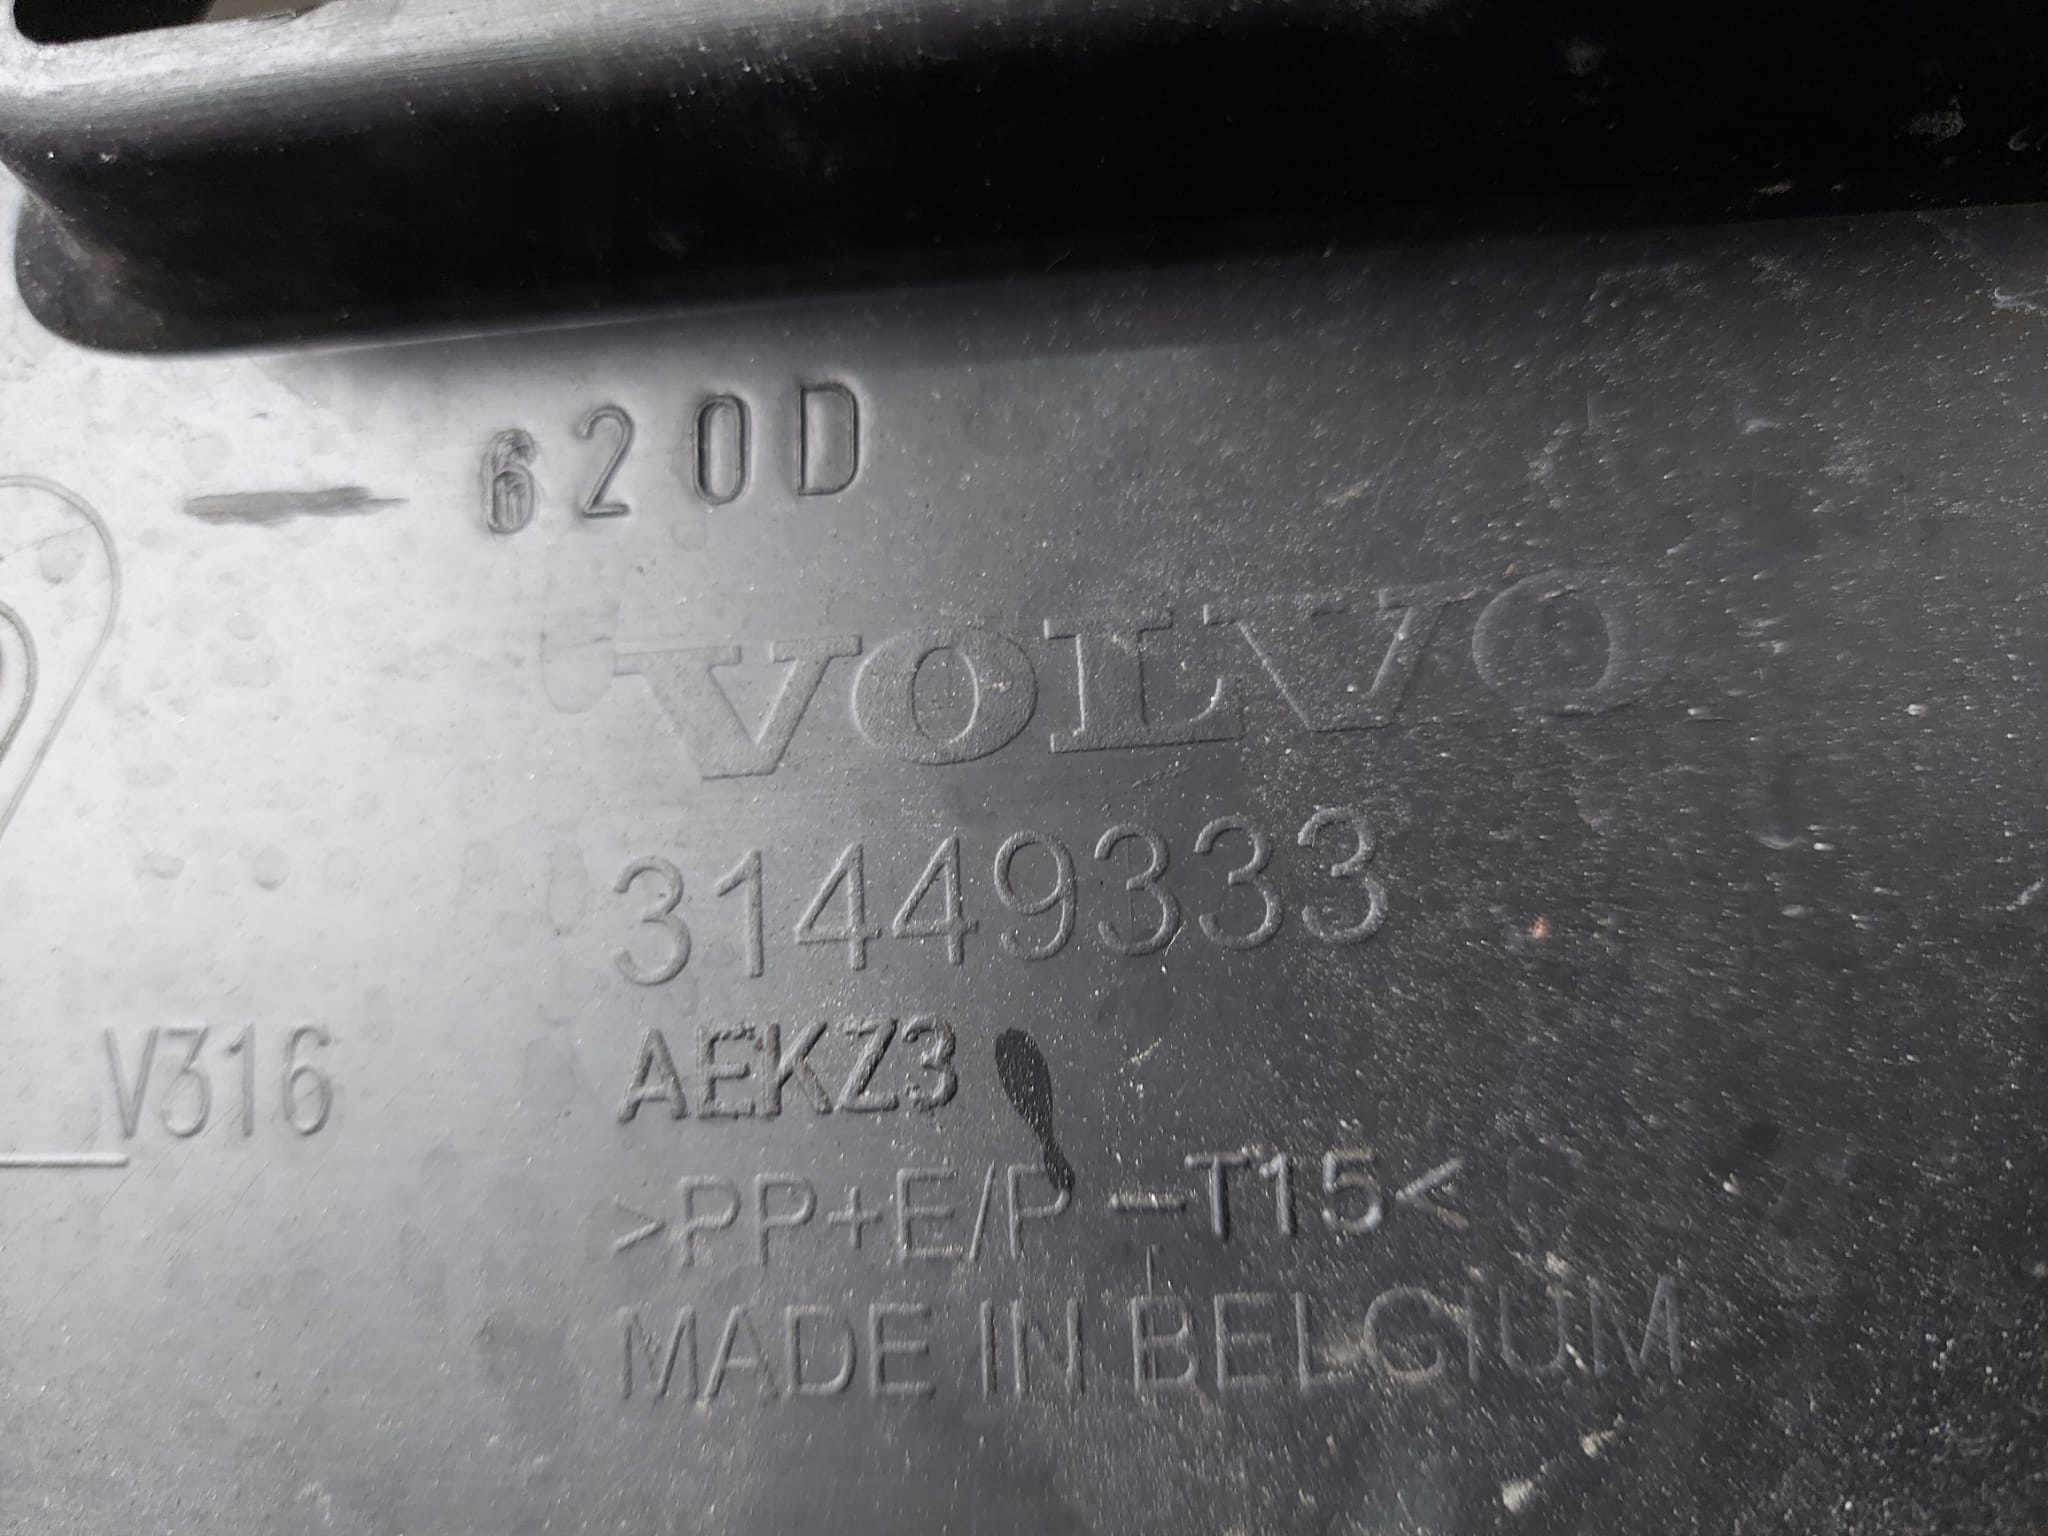 620D
VOLVO
31449333
V316
AEKZ3
>PP+E/P-T15<
MADE IN BELGIUM